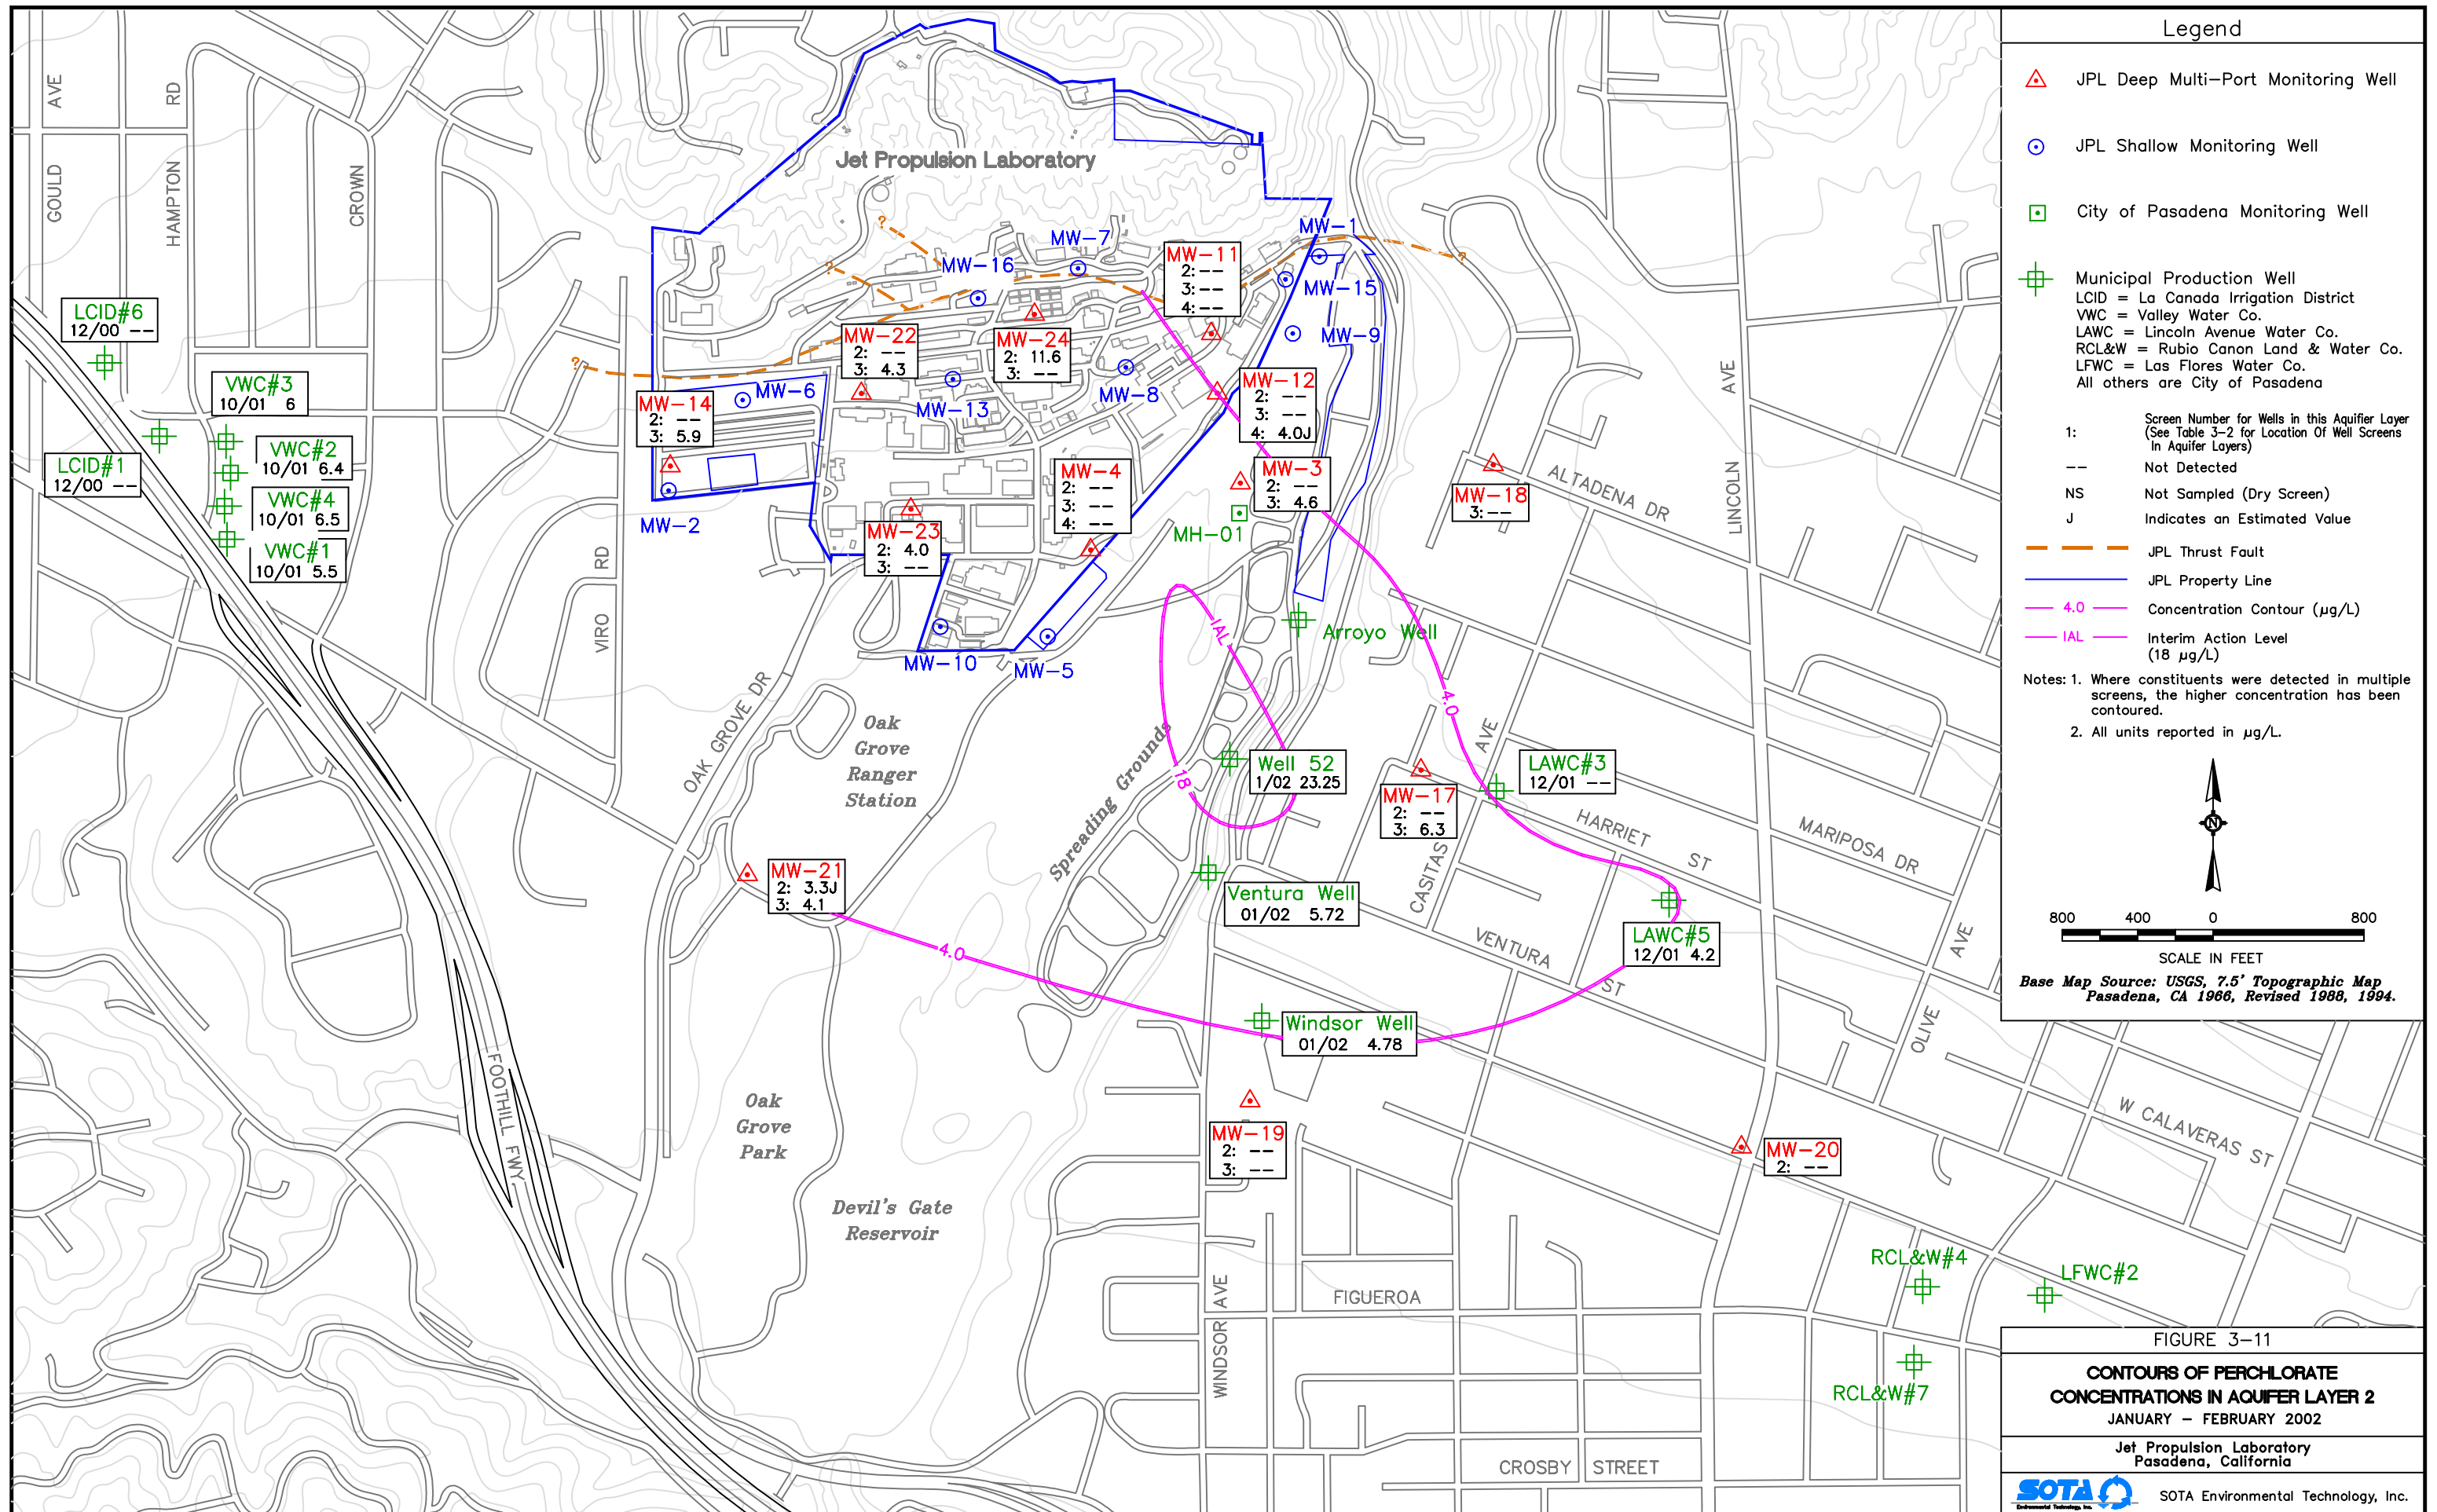 Legend
JPL Deep Multi-Port Monitoring Well
JPL Shallow Monitoring Well
City of Pasadena Monitoring Well
Municipal Production Well
LCID = La Canada Irrigation District
VWC = Valley Water Co.
LAWC = Lincoln Avenue Water Co.
RCL&W = Rubio Canon Land & Water Co.
LFWC = Las Flores Water Co.
All others are City of Pasadena
1:
Screen Number for Wells in this Aquifier Layer
(See Table 3-2 for Location Of Well Screens
In Aquifer Layers)
-- Not Detected
NS Not Sampled (Dry Screen)
J Indicates an Estimated Value
JPL Thrust Fault
JPL Property Line
4.0 Concentration Contour (µg/L)
IAL Interim Action Level
(18 µg/L)
Notes: 1. Where constituents were detected in multiple
screens, the higher concentration has been
contoured.
2. All units reported in µg/L.
N
800 400 0 800
SCALE IN FEET
Base Map Source: USGS, 7.5' Topographic Map
Pasadena, CA 1966, Revised 1988, 1994.
FIGURE 3-11
CONTOURS OF PERCHLORATE
CONCENTRATIONS IN AQUIFER LAYER 2
JANUARY - FEBRUARY 2002
Jet Propulsion Laboratory
Pasadena, California
SOTA
Environmental Technology, Inc.
SOTA Environmental Technology, Inc.
GOULD AVE
HAMPTON RD
CROWN
Jet Propulsion Laboratory
?
?
?
?
MW-1
MW-7
MW-16
MW-15
MW-9
MW-11
2: --
3: --
4: --
LCID#6
12/00 --
MW-22
2: --
3: 4.3
MW-24
2: 11.6
3: --
MW-8
MW-13
MW-6
MW-12
2: --
3: --
4: 4.0J
MW-14
2: --
3: 5.9
VWC#3
10/01 6
VWC#2
10/01 6.4
LCID#1
12/00 --
VWC#4
10/01 6.5
VWC#1
10/01 5.5
MW-2
MW-4
2: --
3: --
4: --
MW-3
2: --
3: 4.6
MW-18
3: --
MH-01
MW-23
2: 4.0
3: --
ALTADENA DR
LINCOLN AVE
VIRO RD
MW-10
MW-5
Arroyo Well
IAL
18
4.0
OAK GROVE DR
Oak
Grove
Ranger
Station
Spreading Grounds
Well 52
1/02 23.25
MW-17
2: --
3: 6.3
LAWC#3
12/01 --
CASITAS AVE
HARRIET ST
MARIPOSA DR
MW-21
2: 3.3J
3: 4.1
4.0
Ventura Well
01/02 5.72
VENTURA ST
LAWC#5
12/01 4.2
OLIVE AVE
Windsor Well
01/02 4.78
FOOTHILL FWY
Oak
Grove
Park
MW-19
2: --
3: --
MW-20
2: --
W CALAVERAS ST
Devil's Gate
Reservoir
WINDSOR AVE
FIGUEROA
RCL&W#4
LFWC#2
RCL&W#7
CROSBY STREET